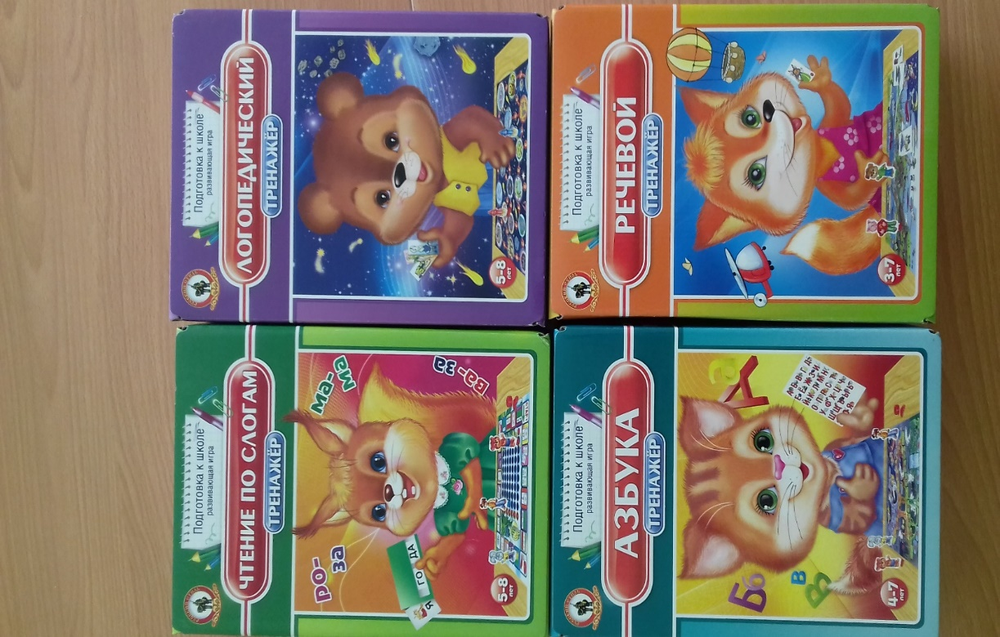 Подготовка к школе
развивающая игра
ЧТЕНИЕ ПО СЛОГАМ
ТРЕНАЖЁР
ро-
за
ма-
ма
ва-
за
Я
ГО
ДА
5-8
лет
Подготовка к школе
развивающая игра
ЛОГОПЕДИЧЕСКИЙ
ТРЕНАЖЁР
5-8
лет
Подготовка к школе
развивающая игра
АЗБУКА
ТРЕНАЖЁР
Бб
В
а
4-7
лет
Подготовка к школе
развивающая игра
РЕЧЕВОЙ
ТРЕНАЖЁР
3-7
лет